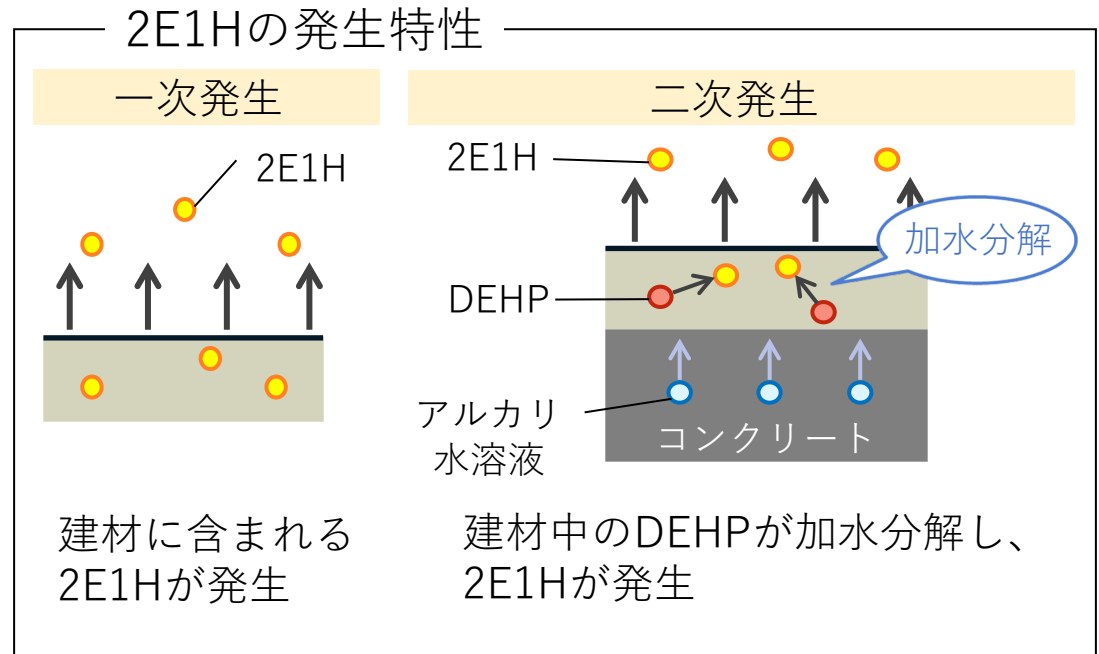 2E1Hの発生特性
一次発生
2E1H
建材に含まれる
2E1Hが発生
二次発生
2E1H
加水分解
DEHP
アルカリ
水溶液
コンクリート
建材中のDEHPが加水分解し、
2E1Hが発生